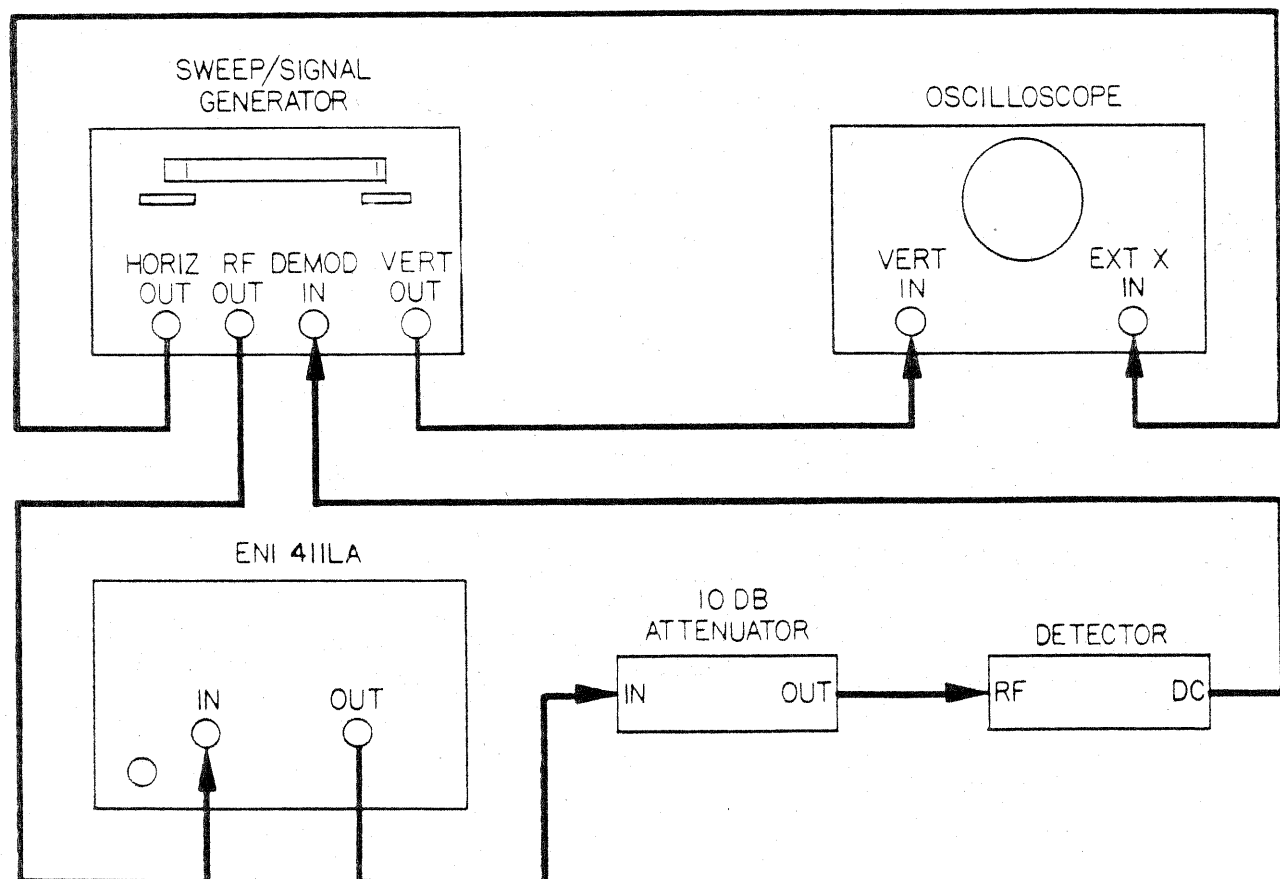 SWEEP/SIGNAL
GENERATOR
OSCILLOSCOPE
HORIZ
OUT
RF
OUT
DEMOD
IN
VERT
OUT
VERT
IN
EXT X
IN
ENI 411LA
IN
OUT
10 DB
ATTENUATOR
IN
OUT
DETECTOR
RF
DC